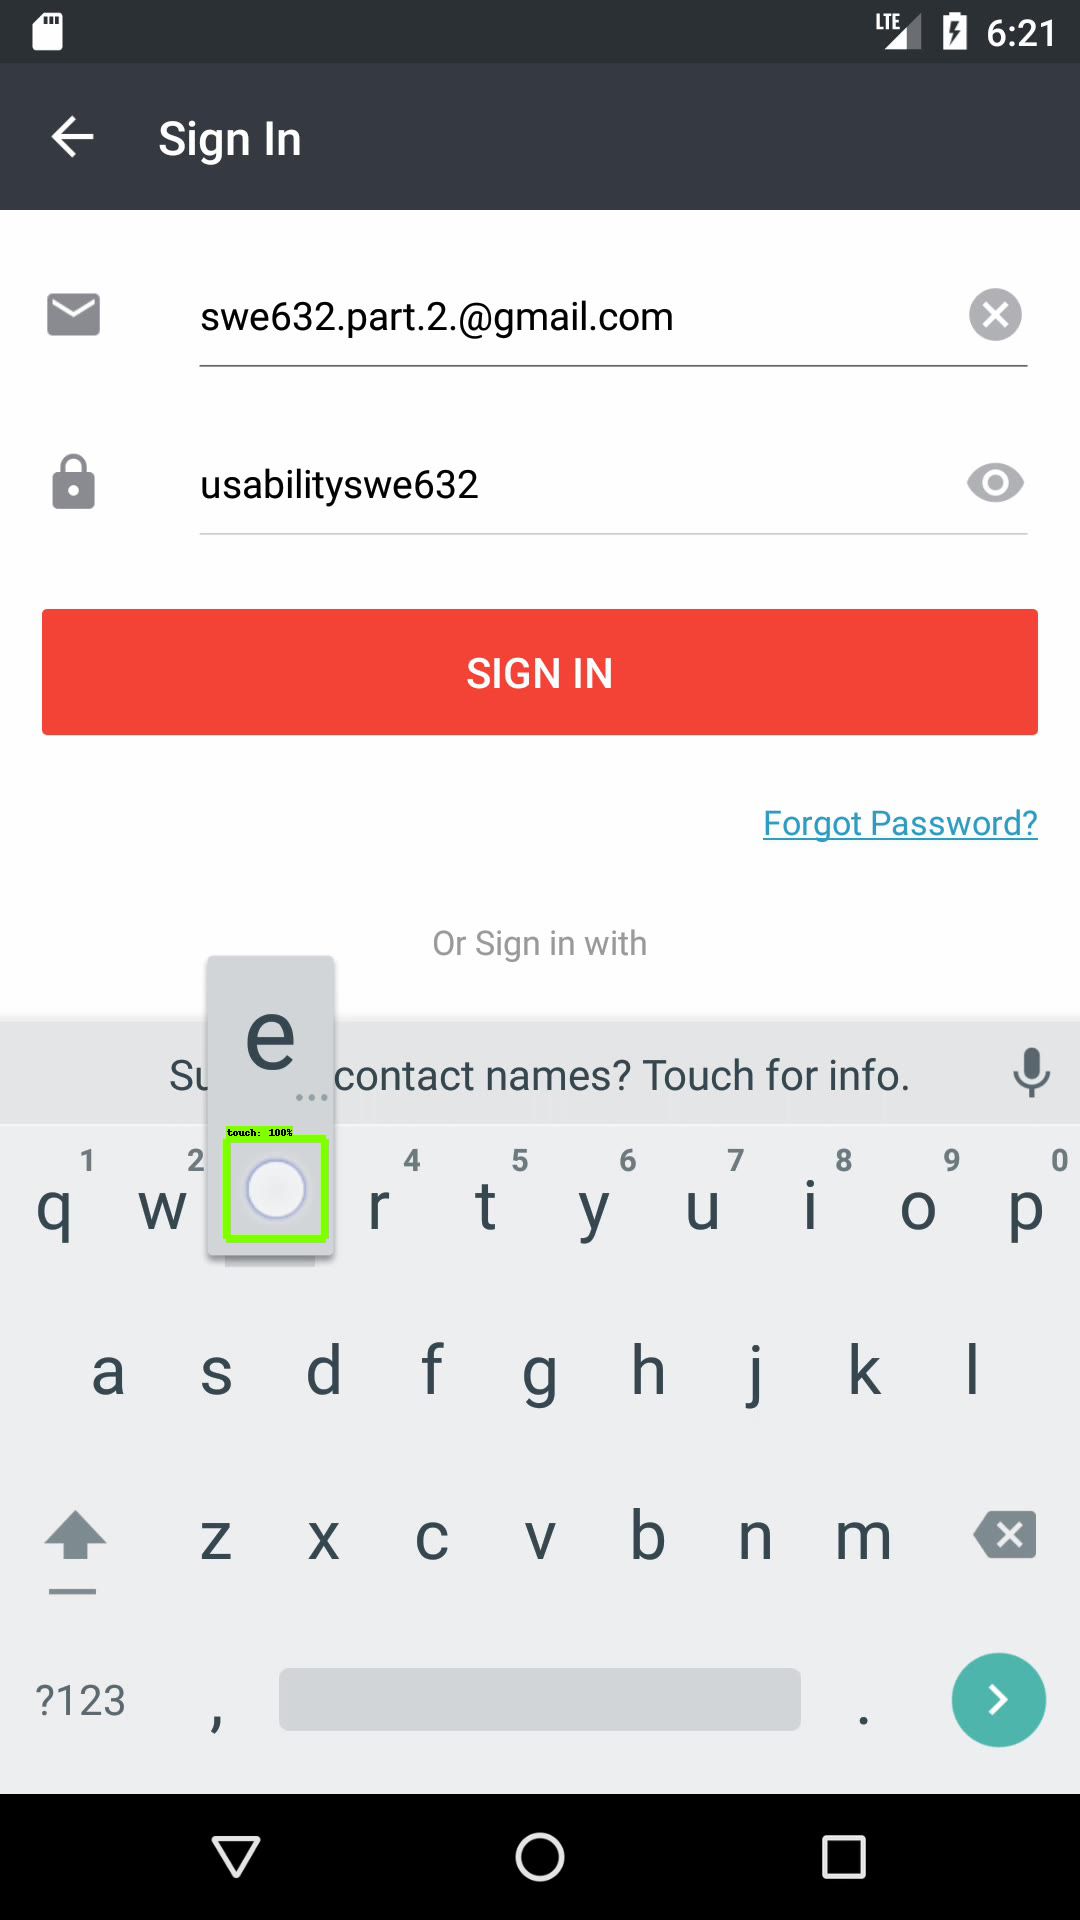 LTE 6:21
Sign In
swe632.part.2.@gmail.com
usabilityswe632
SIGN IN
Forgot Password?
Or Sign in with
e
Su contact names? Touch for info.
touch: 100%
1 2 4 5 6 7 8 9 0
q w r t y u i o p
a s d f g h j k l
z x c v b n m
?123 , .